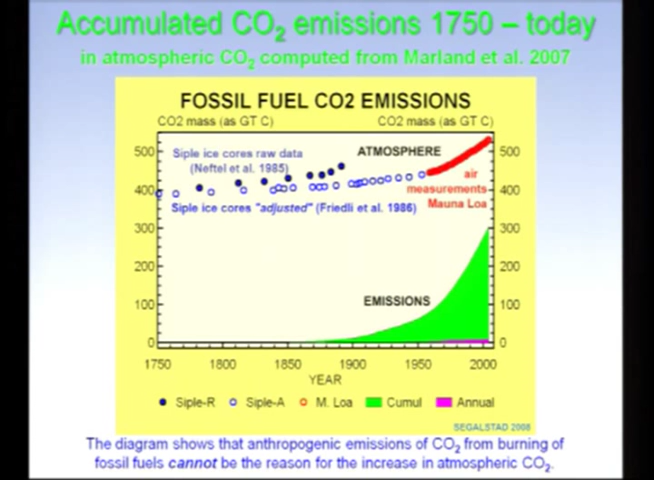 Accumulated CO₂ emissions 1750 – today
in atmospheric CO₂ computed from Marland et al. 2007
FOSSIL FUEL CO2 EMISSIONS
CO2 mass (as GT C) CO2 mass (as GT C)
Siple ice cores raw data
(Neftel et al. 1985)
ATMOSPHERE
500 500
400 400
air
measurements
Mauna Loa
Siple ice cores "adjusted" (Friedli et al. 1986)
300 300
200 200
EMISSIONS
100 100
0 0
1750 1800 1850 1900 1950 2000
YEAR
Siple-R Siple-A M. Loa Cumul Annual
SEGALSTAD 2008
The diagram shows that anthropogenic emissions of CO₂ from burning of
fossil fuels cannot be the reason for the increase in atmospheric CO₂.